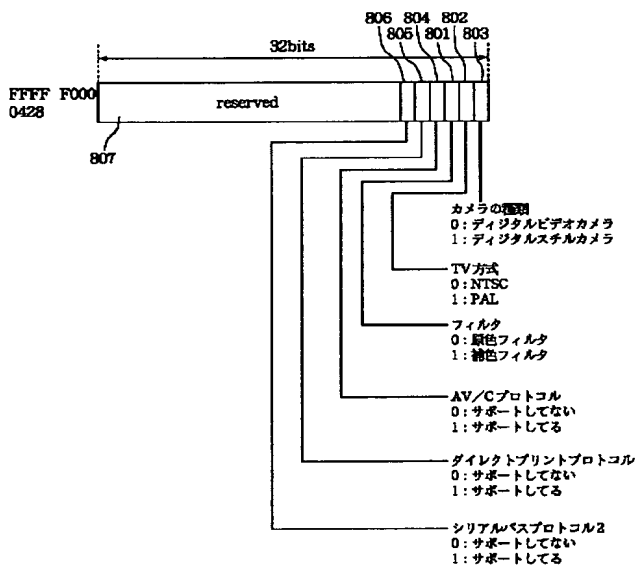 806 804 802
805 801 803
32bits
FFFF F000
0428
reserved
807
カメラの種類
0:ディジタルビデオカメラ
1:ディジタルスチルカメラ
TV方式
0:NTSC
1:PAL
フィルタ
0:原色フィルタ
1:補色フィルタ
AV/Cプロトコル
0:サポートしてない
1:サポートしてる
ダイレクトプリントプロトコル
0:サポートしてない
1:サポートしてる
シリアルバスプロトコル2
0:サポートしてない
1:サポートしてる